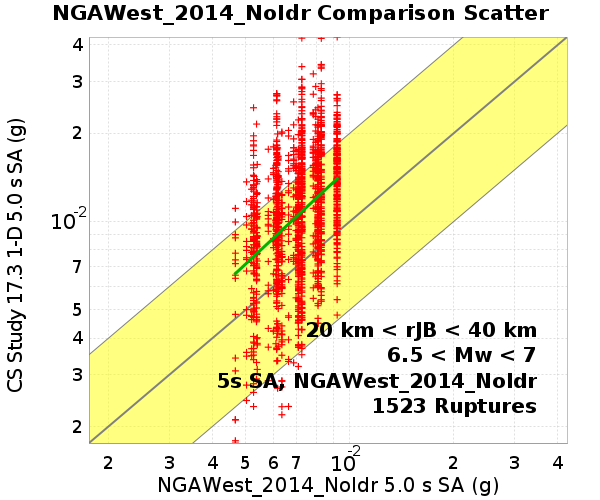 NGAWest_2014_NoIdr Comparison Scatter
CS Study 17.3 1-D 5.0 s SA (g)
4
3
2
10-2
7
5
4
3
2
20 km < rJB < 40 km
6.5 < Mw < 7
5s SA, NGAWest_2014_NoIdr
1523 Ruptures
2 3 4 5 6 7 10-2 2 3 4
NGAWest_2014_NoIdr 5.0 s SA (g)